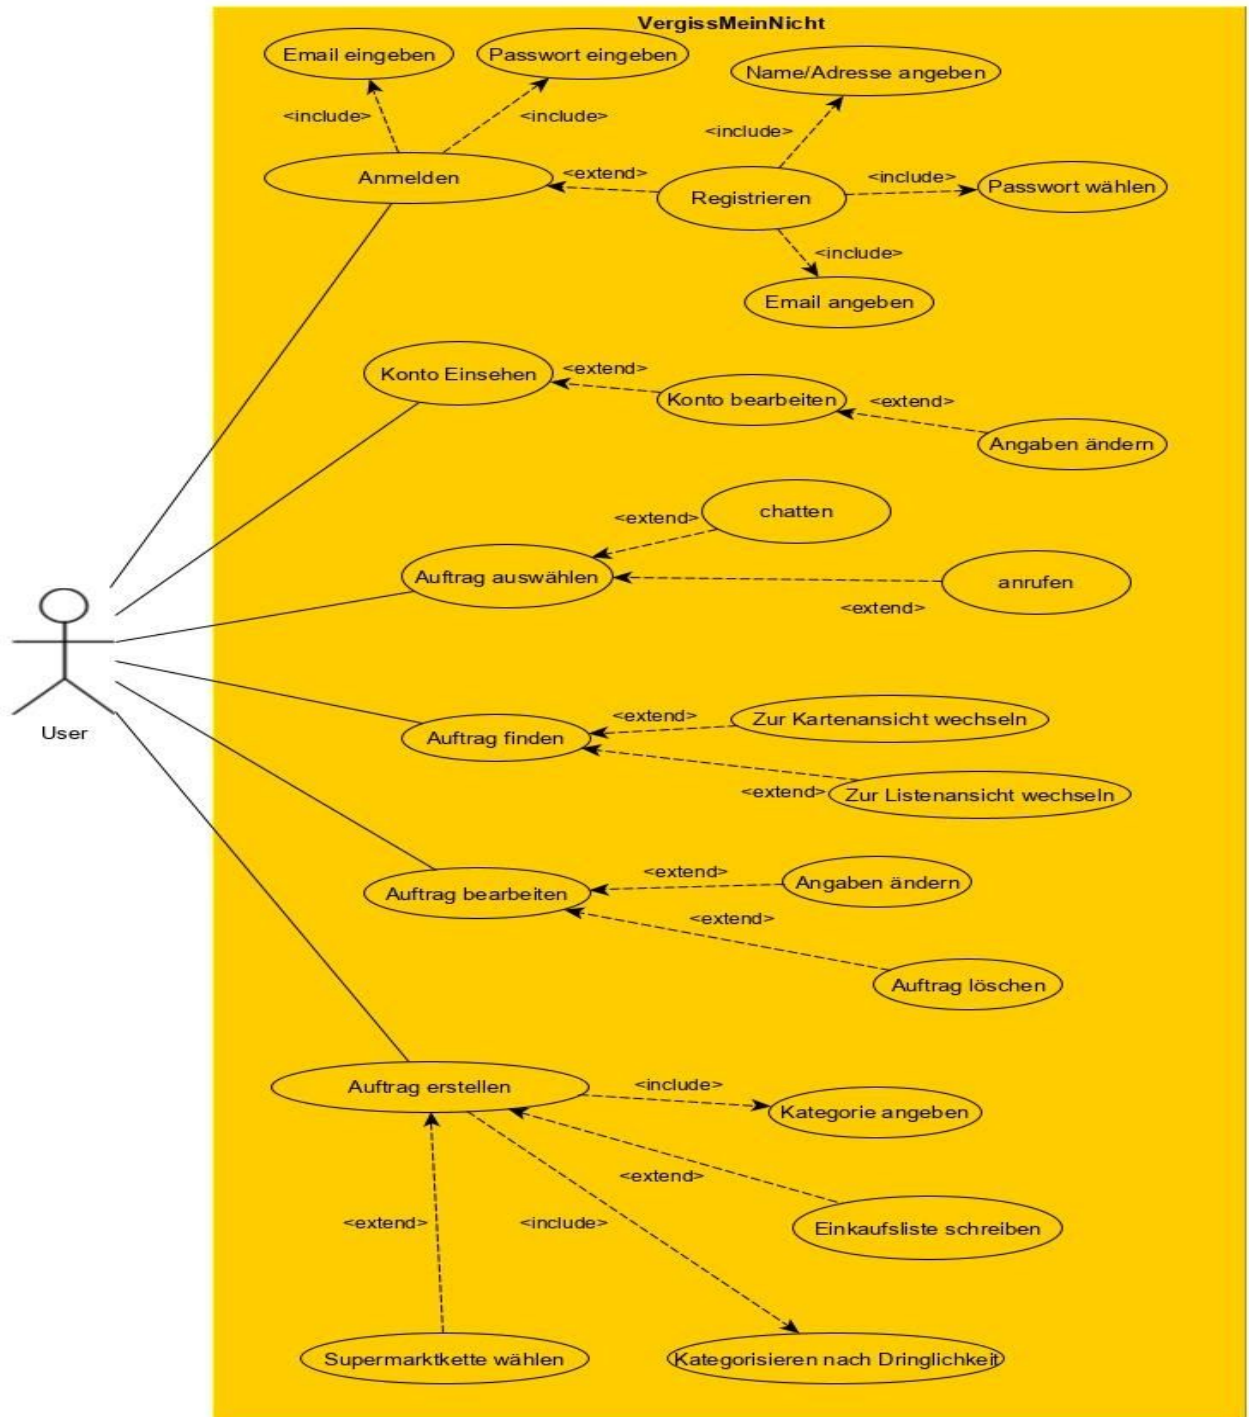 VergissMeinNicht
Email eingeben
Passwort eingeben
Name/Adresse angeben
<include>
<include>
<include>
Anmelden
<extend>
Registrieren
<include>
Passwort wählen
<include>
Email angeben
Konto Einsehen
<extend>
Konto bearbeiten
<extend>
Angaben ändern
<extend>
chatten
Auftrag auswählen
anrufen
<extend>
User
Auftrag finden
<extend>
Zur Kartenansicht wechseln
<extend>
Zur Listenansicht wechseln
Auftrag bearbeiten
<extend>
Angaben ändern
<extend>
Auftrag löschen
Auftrag erstellen
<include>
Kategorie angeben
<extend>
<extend>
<include>
Einkaufsliste schreiben
Supermarktkette wählen
Kategorisieren nach Dringlichkeit